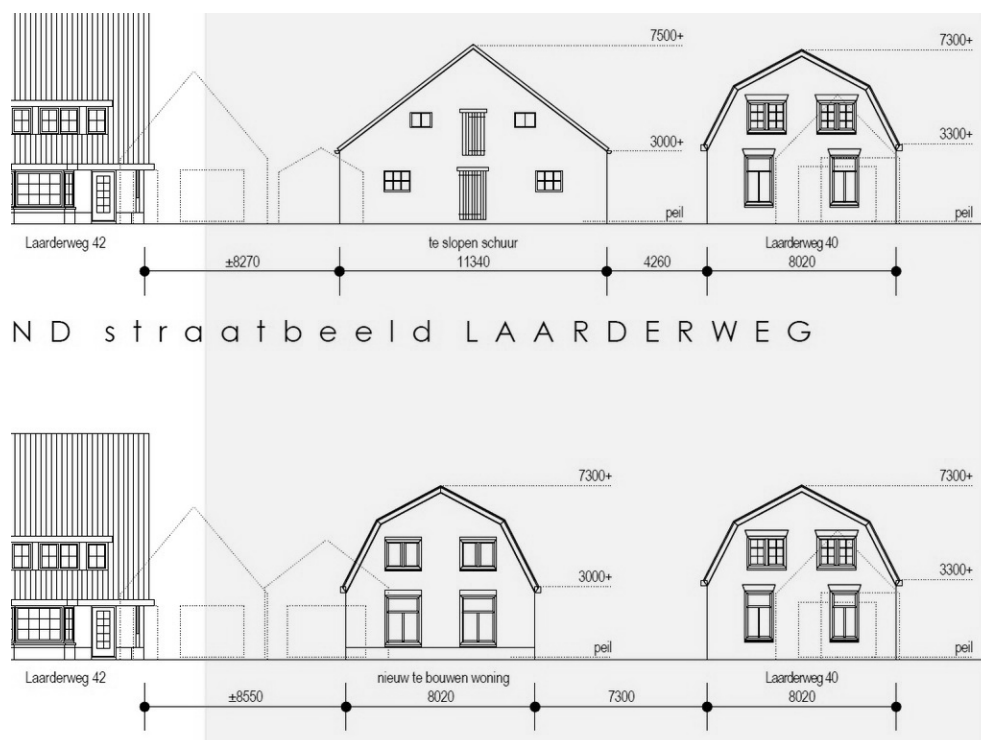 7500+
7300+
3000+
3300+
peil
peil
Laarderweg 42
te slopen schuur
Laarderweg 40
±8270
11340
4260
8020
ND straatbeeld LAARDERWEG
7300+
7300+
3000+
3300+
peil
peil
Laarderweg 42
nieuw te bouwen woning
Laarderweg 40
±8550
8020
7300
8020